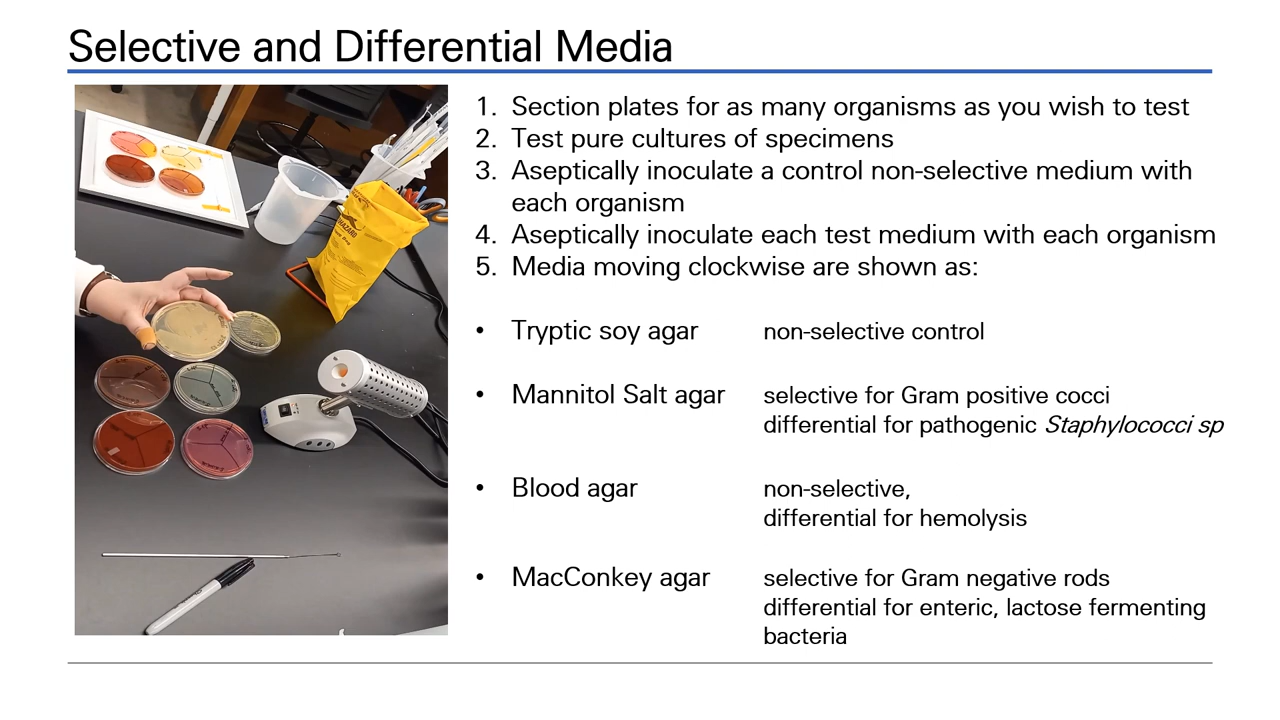 Selective and Differential Media
1. Section plates for as many organisms as you wish to test
2. Test pure cultures of specimens
3. Aseptically inoculate a control non-selective medium with
each organism
4. Aseptically inoculate each test medium with each organism
5. Media moving clockwise are shown as:
• Tryptic soy agar non-selective control
• Mannitol Salt agar selective for Gram positive cocci
differential for pathogenic Staphylococci sp
• Blood agar non-selective,
differential for hemolysis
• MacConkey agar selective for Gram negative rods
differential for enteric, lactose fermenting
bacteria